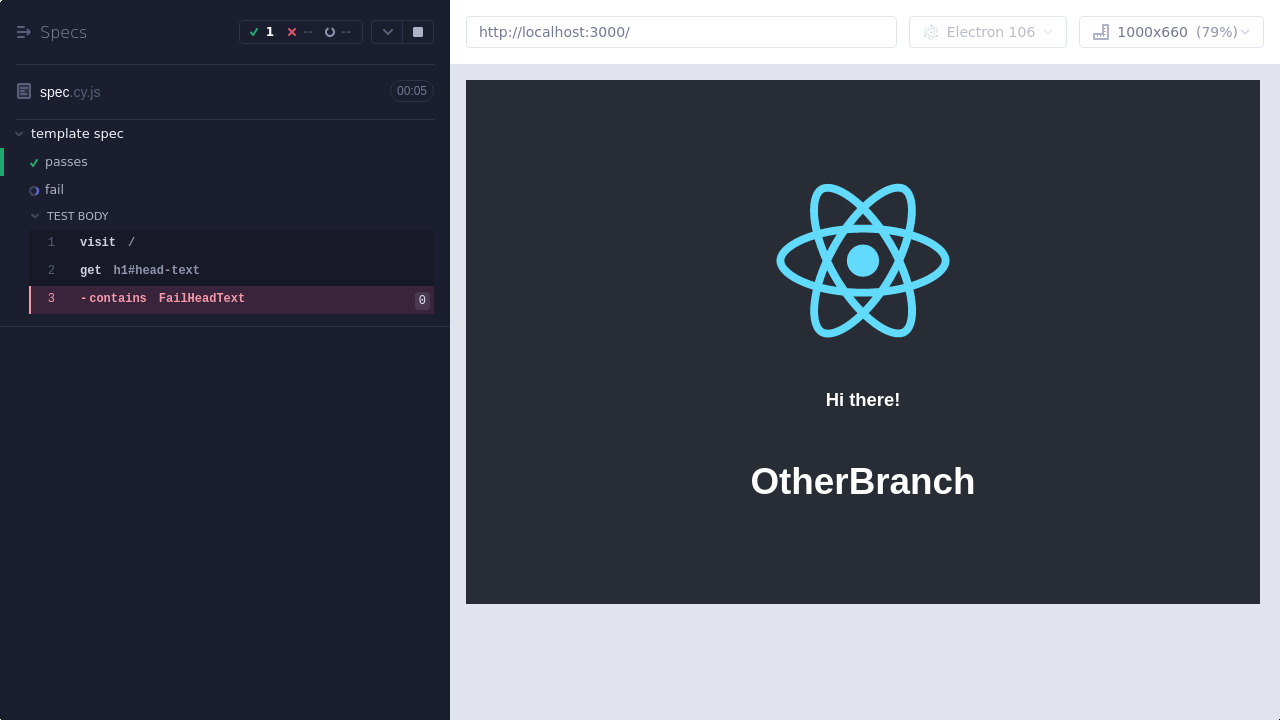 Specs
1
--
--
spec.cy.js
00:05
template spec
passes
fail
TEST BODY
1 visit /
2 get h1#head-text
3 -contains FailHeadText 0
http://localhost:3000/
Electron 106
1000x660 (79%)
Hi there!
OtherBranch